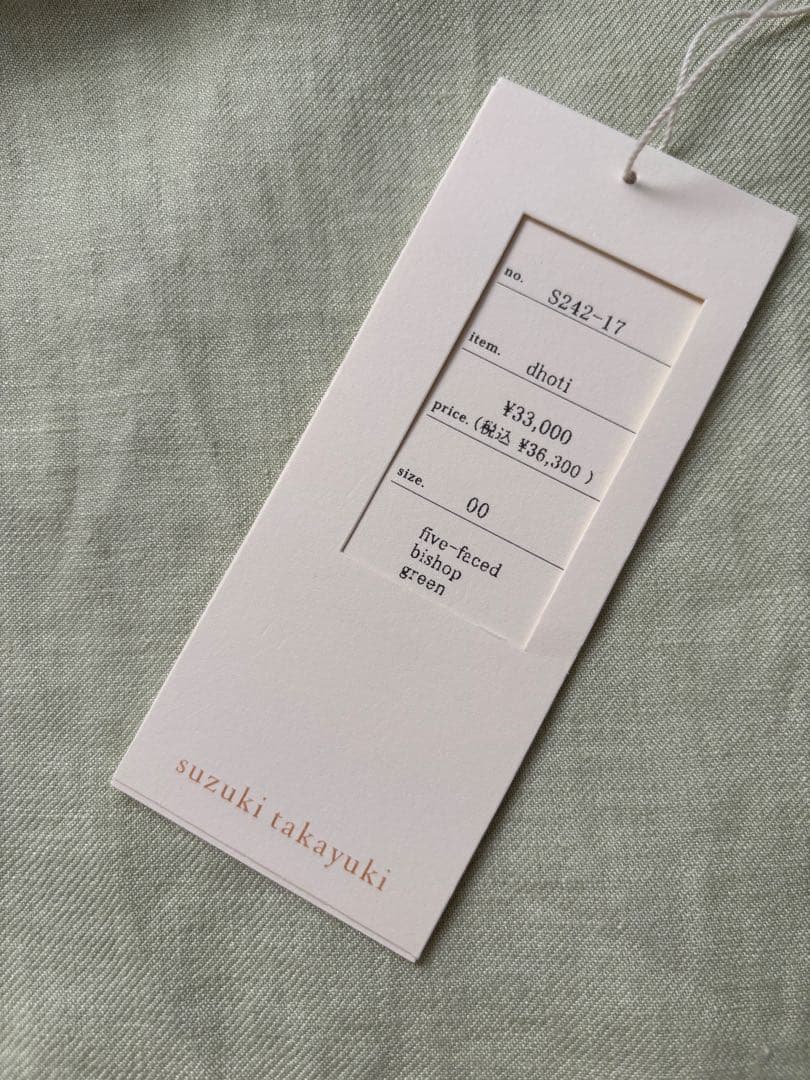 no. S242-17
item. dhoti
¥33,000
price. (税込 ¥36,300 )
size. 00
five-faced
bishop
green
suzuki takayuki